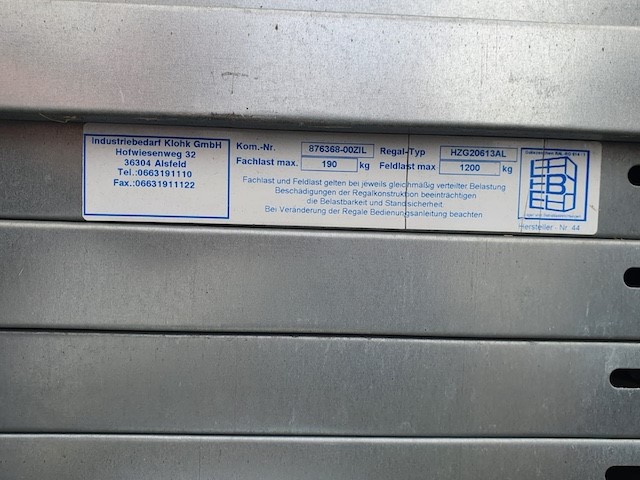 Industriebedarf Klohk GmbH
Hofwiesenweg 32
36304 Alsfeld
Tel.:0663191110
Fax.:06631911122
Kom.-Nr. 876368-00ZIL Regal-Typ HZG20613AL
Fachlast max. 190 kg Feldlast max. 1200 kg
Fachlast und Feldlast gelten bei jeweils gleichmäßig verteilter Belastung
Beschädigungen der Regalkonstruktion beeinträchtigen
die Belastbarkeit und Standsicherheit.
Bei Veränderung der Regale Bedienungsanleitung beachten
Hersteller - Nr. 44